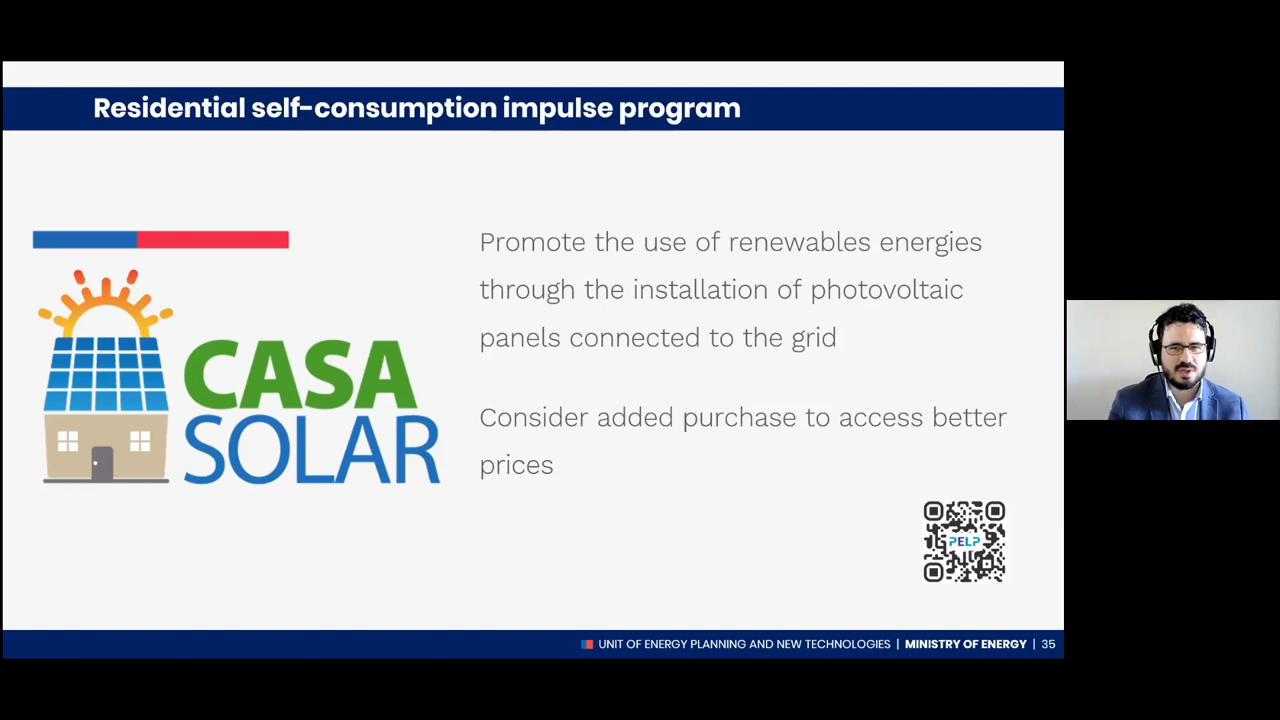 Residential self-consumption impulse program
CASA
SOLAR
Promote the use of renewables energies
through the installation of photovoltaic
panels connected to the grid
Consider added purchase to access better
prices
PELP
UNIT OF ENERGY PLANNING AND NEW TECHNOLOGIES | MINISTRY OF ENERGY | 35